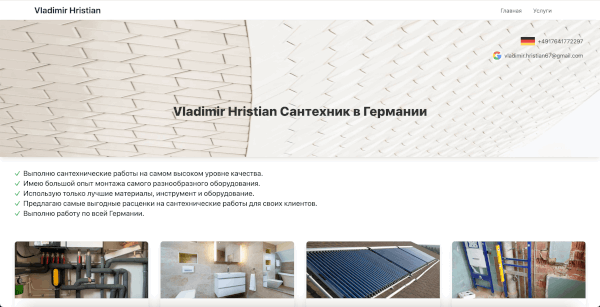 Vladimir Hristian
Главная Услуги
+4917641772297
vladimir.hristian67@gmail.com
Vladimir Hristian Сантехник в Германии
Выполню сантехнические работы на самом высоком уровне качества.
Имею большой опыт монтажа самого разнообразного оборудования.
Использую только лучшие материалы, инструмент и оборудование.
Предлагаю самые выгодные расценки на сантехнические работы для своих клиентов.
Выполню работу по всей Германии.